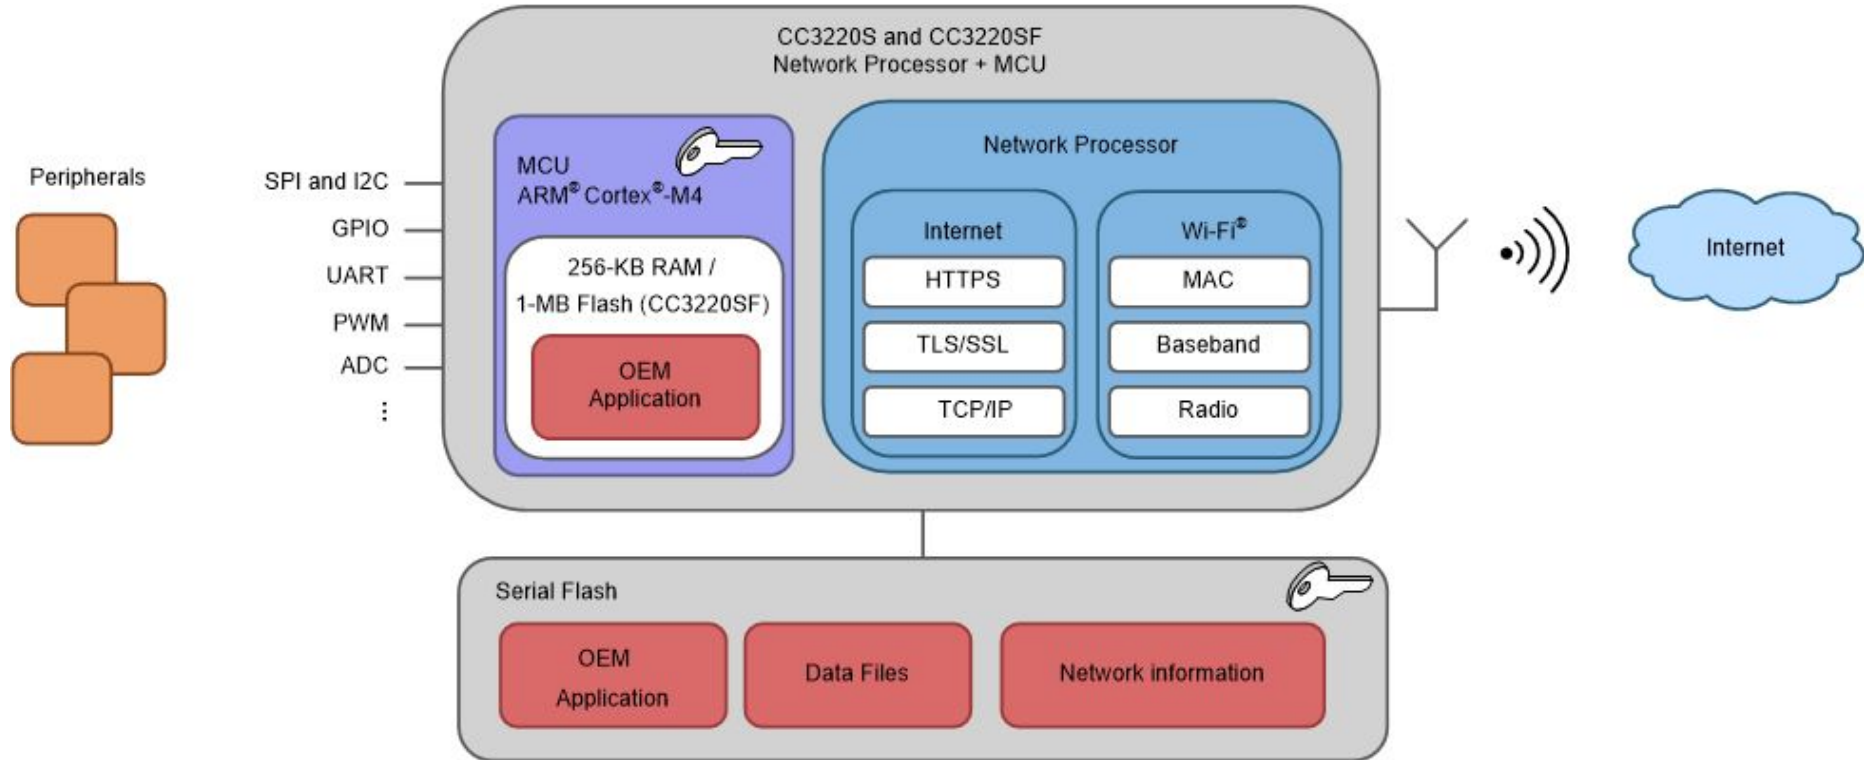 CC3220S and CC3220SF
Network Processor + MCU
Peripherals
SPI and I2C
GPIO
UART
PWM
ADC
⋮
MCU
ARM® Cortex®-M4
256-KB RAM /
1-MB Flash (CC3220SF)
OEM
Application
Network Processor
Internet
HTTPS
TLS/SSL
TCP/IP
Wi-Fi®
MAC
Baseband
Radio
Internet
Serial Flash
OEM
Application
Data Files
Network information